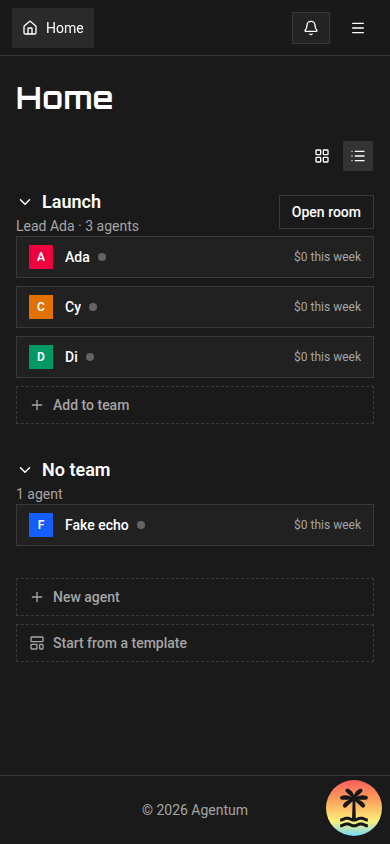 Home
Home
Launch
Lead Ada · 3 agents
Open room
A Ada $0 this week
C Cy $0 this week
D Di $0 this week
Add to team
No team
1 agent
F Fake echo $0 this week
New agent
Start from a template
© 2026 Agentum